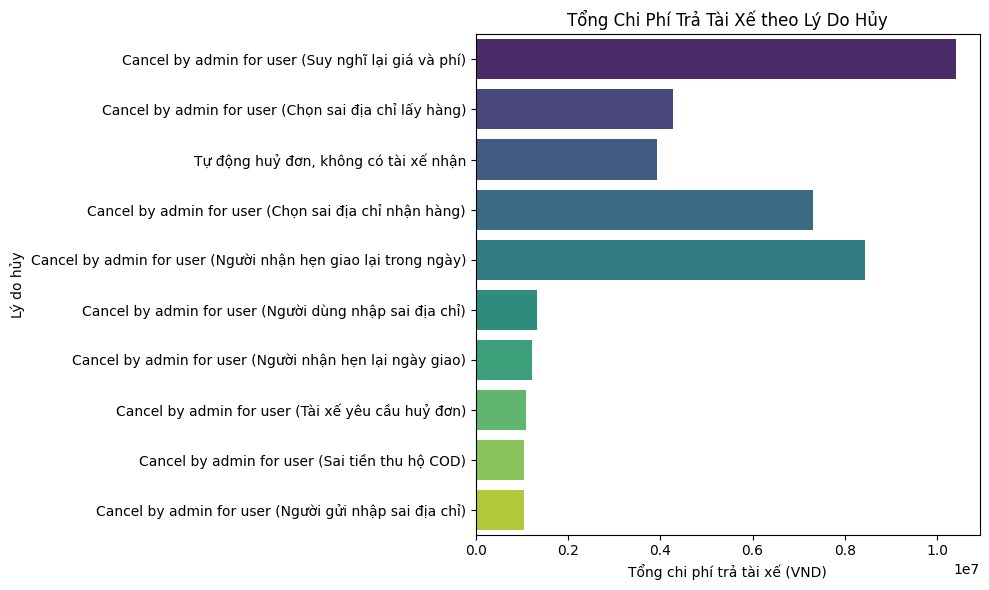 Tổng Chi Phí Trả Tài Xế theo Lý Do Hủy
Lý do hủy
Cancel by admin for user (Suy nghĩ lại giá và phí)
Cancel by admin for user (Chọn sai địa chỉ lấy hàng)
Tự động huỷ đơn, không có tài xế nhận
Cancel by admin for user (Chọn sai địa chỉ nhận hàng)
Cancel by admin for user (Người nhận hẹn giao lại trong ngày)
Cancel by admin for user (Người dùng nhập sai địa chỉ)
Cancel by admin for user (Người nhận hẹn lại ngày giao)
Cancel by admin for user (Tài xế yêu cầu huỷ đơn)
Cancel by admin for user (Sai tiền thu hộ COD)
Cancel by admin for user (Người gửi nhập sai địa chỉ)
0.0 0.2 0.4 0.6 0.8 1.0
1e7
Tổng chi phí trả tài xế (VND)